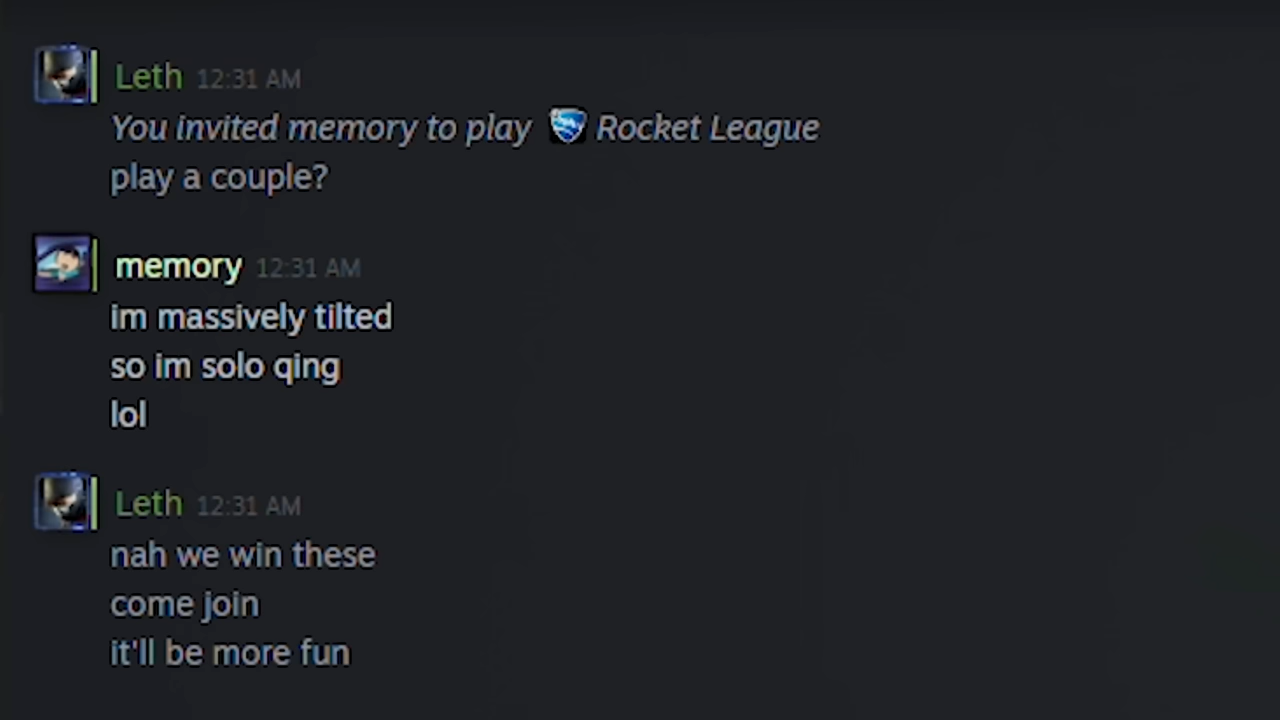 Leth 12:31 AM
You invited memory to play Rocket League
play a couple?
memory 12:31 AM
im massively tilted
so im solo qing
lol
Leth 12:31 AM
nah we win these
come join
it'll be more fun